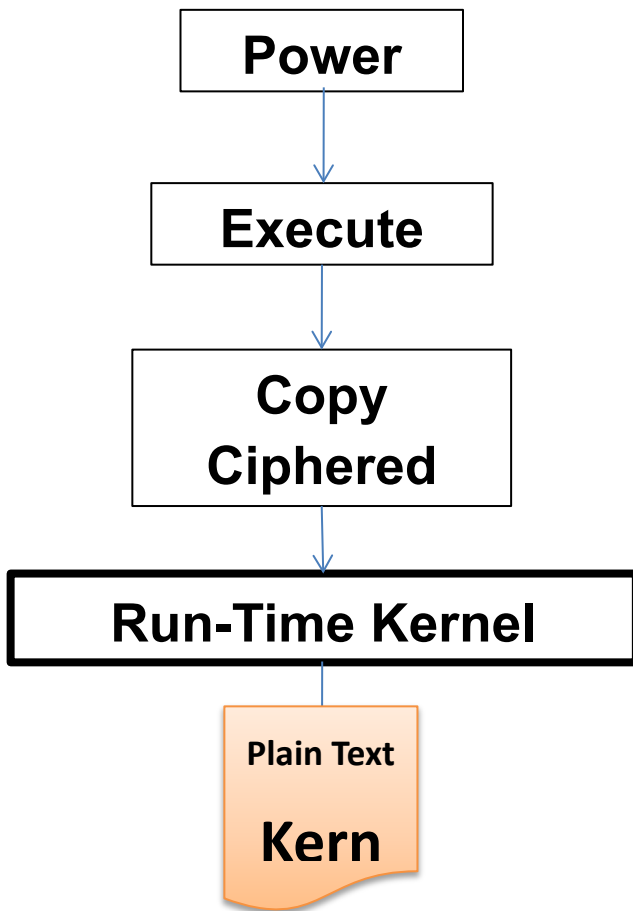 Power
Execute
Copy
Ciphered
Run-Time Kernel
Plain Text
Kern